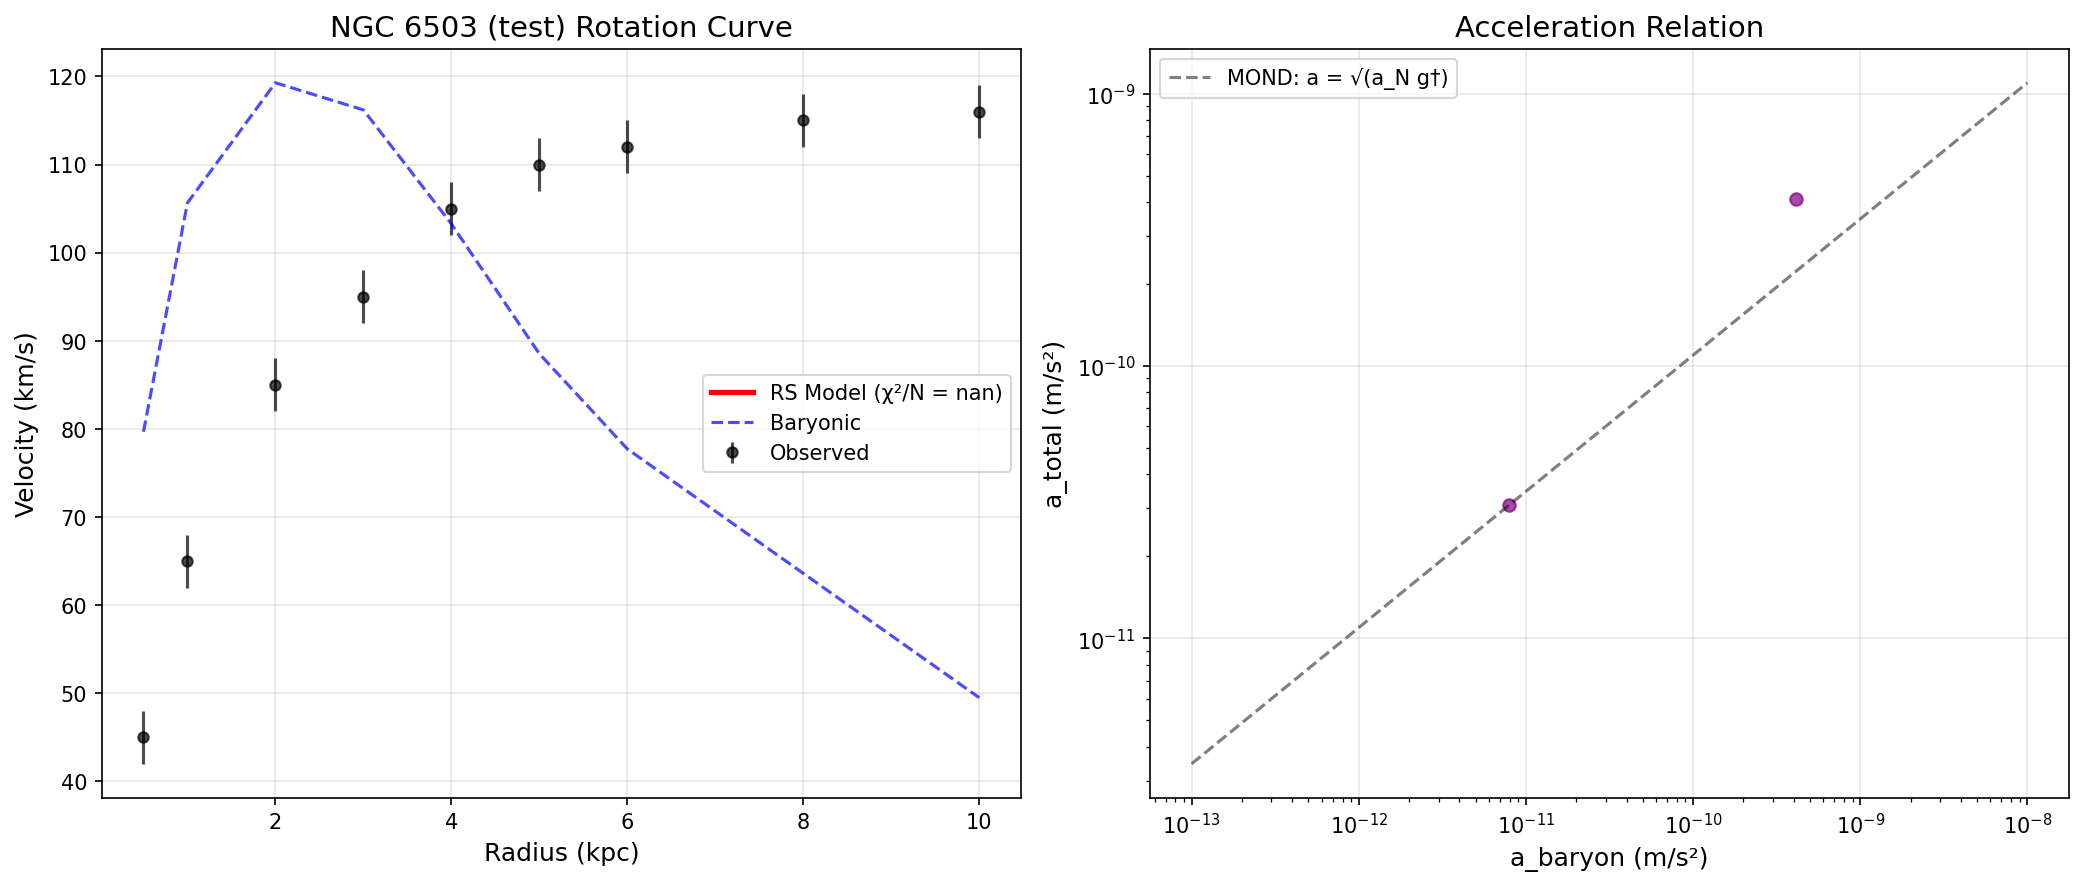 NGC 6503 (test) Rotation Curve
Velocity (km/s)
120
110
100
90
80
70
60
50
40
RS Model (χ²/N = nan)
Baryonic
Observed
2 4 6 8 10
Radius (kpc)
Acceleration Relation
a_total (m/s²)
MOND: a = √(a_N g†)
10⁻⁹
10⁻¹⁰
10⁻¹¹
10⁻¹³ 10⁻¹² 10⁻¹¹ 10⁻¹⁰ 10⁻⁹ 10⁻⁸
a_baryon (m/s²)